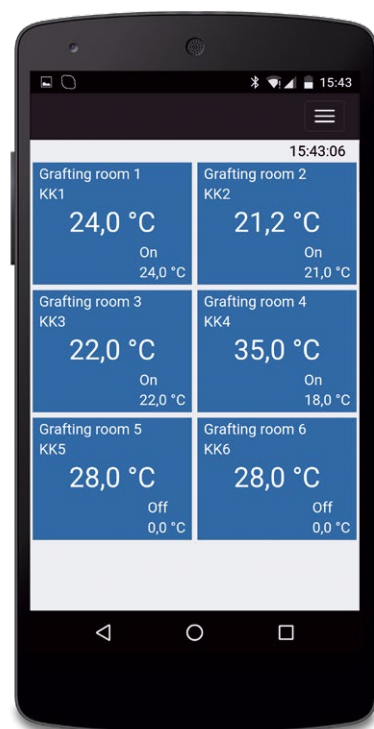 15:43
15:43:06
Grafting room 1
KK1
24,0 °C
On
24,0 °C
Grafting room 2
KK2
21,2 °C
On
21,0 °C
Grafting room 3
KK3
22,0 °C
On
22,0 °C
Grafting room 4
KK4
35,0 °C
On
18,0 °C
Grafting room 5
KK5
28,0 °C
Off
0,0 °C
Grafting room 6
KK6
28,0 °C
Off
0,0 °C